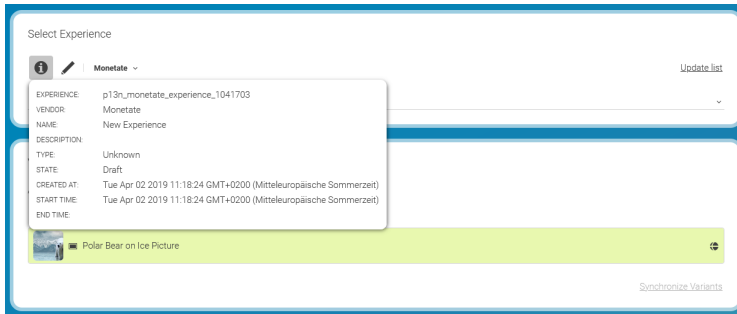 Select Experience
Monetate
Update list
EXPERIENCE: p13n_monetate_experience_1041703
VENDOR: Monetate
NAME: New Experience
DESCRIPTION:
TYPE: Unknown
STATE: Draft
CREATED AT: Tue Apr 02 2019 11:18:24 GMT+0200 (Mitteleuropäische Sommerzeit)
START TIME: Tue Apr 02 2019 11:18:24 GMT+0200 (Mitteleuropäische Sommerzeit)
END TIME:
Polar Bear on Ice Picture
Synchronize Variants